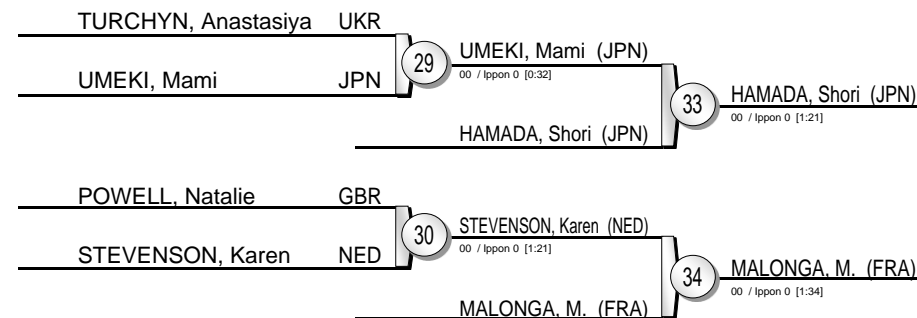 TURCHYN, Anastasiya UKR
29
UMEKI, Mami (JPN)
00 / Ippon 0 [0:32]
UMEKI, Mami JPN
33
HAMADA, Shori (JPN)
00 / Ippon 0 [1:21]
HAMADA, Shori (JPN)
POWELL, Natalie GBR
30
STEVENSON, Karen (NED)
00 / Ippon 0 [1:21]
STEVENSON, Karen NED
34
MALONGA, M. (FRA)
00 / Ippon 0 [1:34]
MALONGA, M. (FRA)